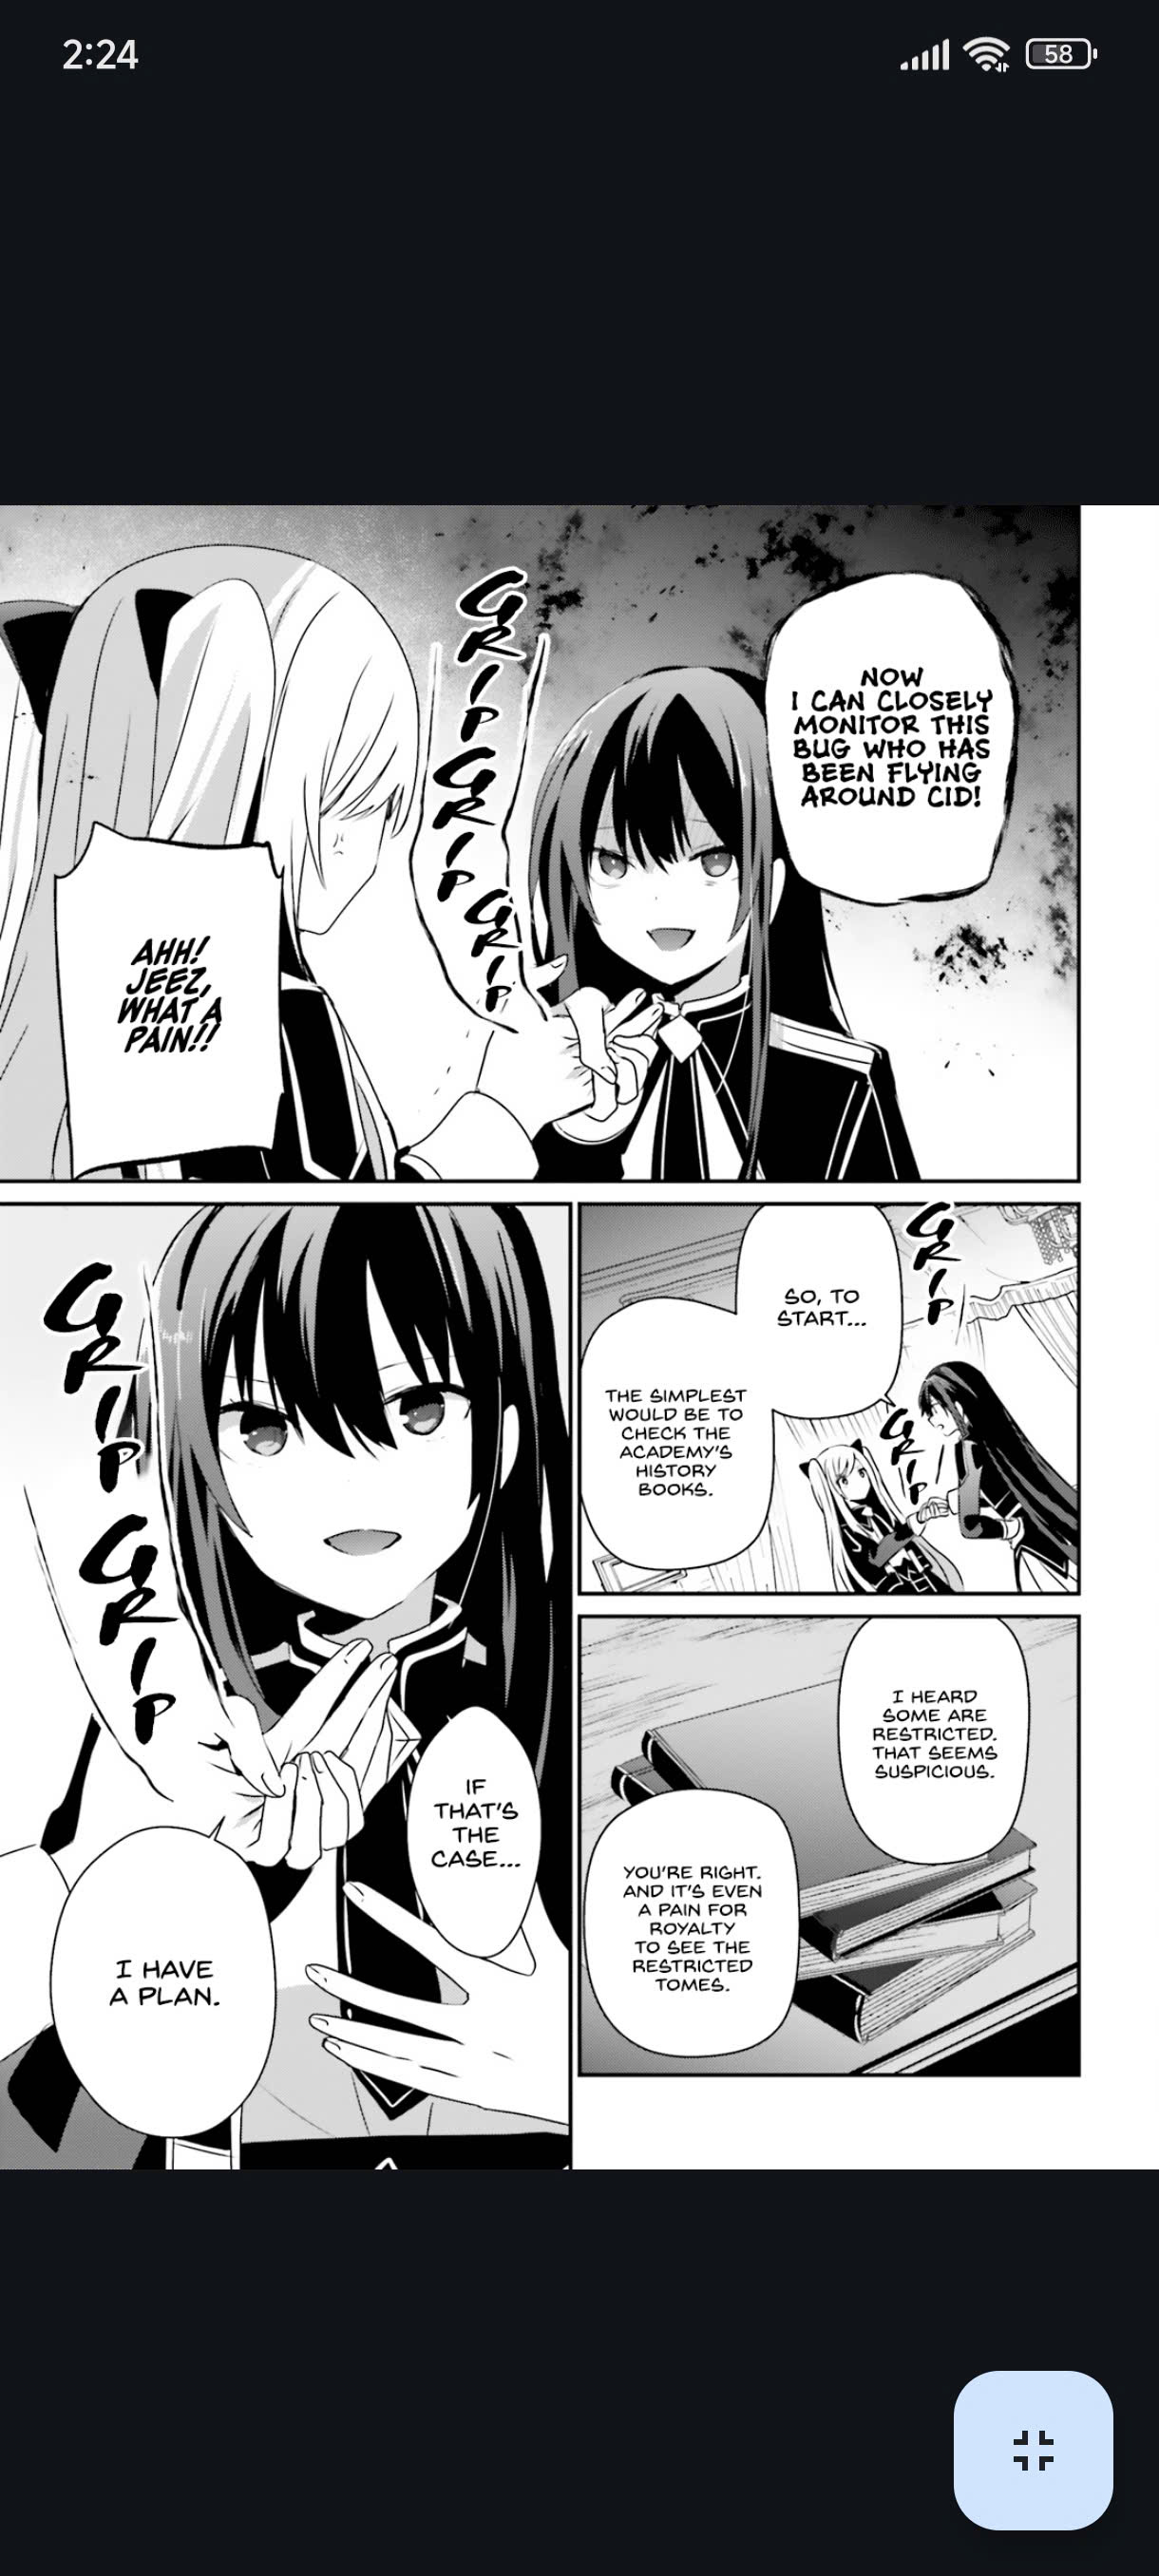 2:24
58
NOW
I CAN CLOSELY
MONITOR THIS
BUG WHO HAS
BEEN FLYING
AROUND CID!
GRIP
GRIP
GRIP
AHH!
JEEZ,
WHAT A
PAIN!!
GRIP
SO, TO
START...
GRIP
THE SIMPLEST
WOULD BE TO
CHECK THE
ACADEMY'S
HISTORY
BOOKS.
I HEARD
SOME ARE
RESTRICTED.
THAT SEEMS
SUSPICIOUS.
YOU'RE RIGHT.
AND IT'S EVEN
A PAIN FOR
ROYALTY
TO SEE THE
RESTRICTED
TOMES.
GRIP
GRIP
IF
THAT'S
THE
CASE...
I HAVE
A PLAN.